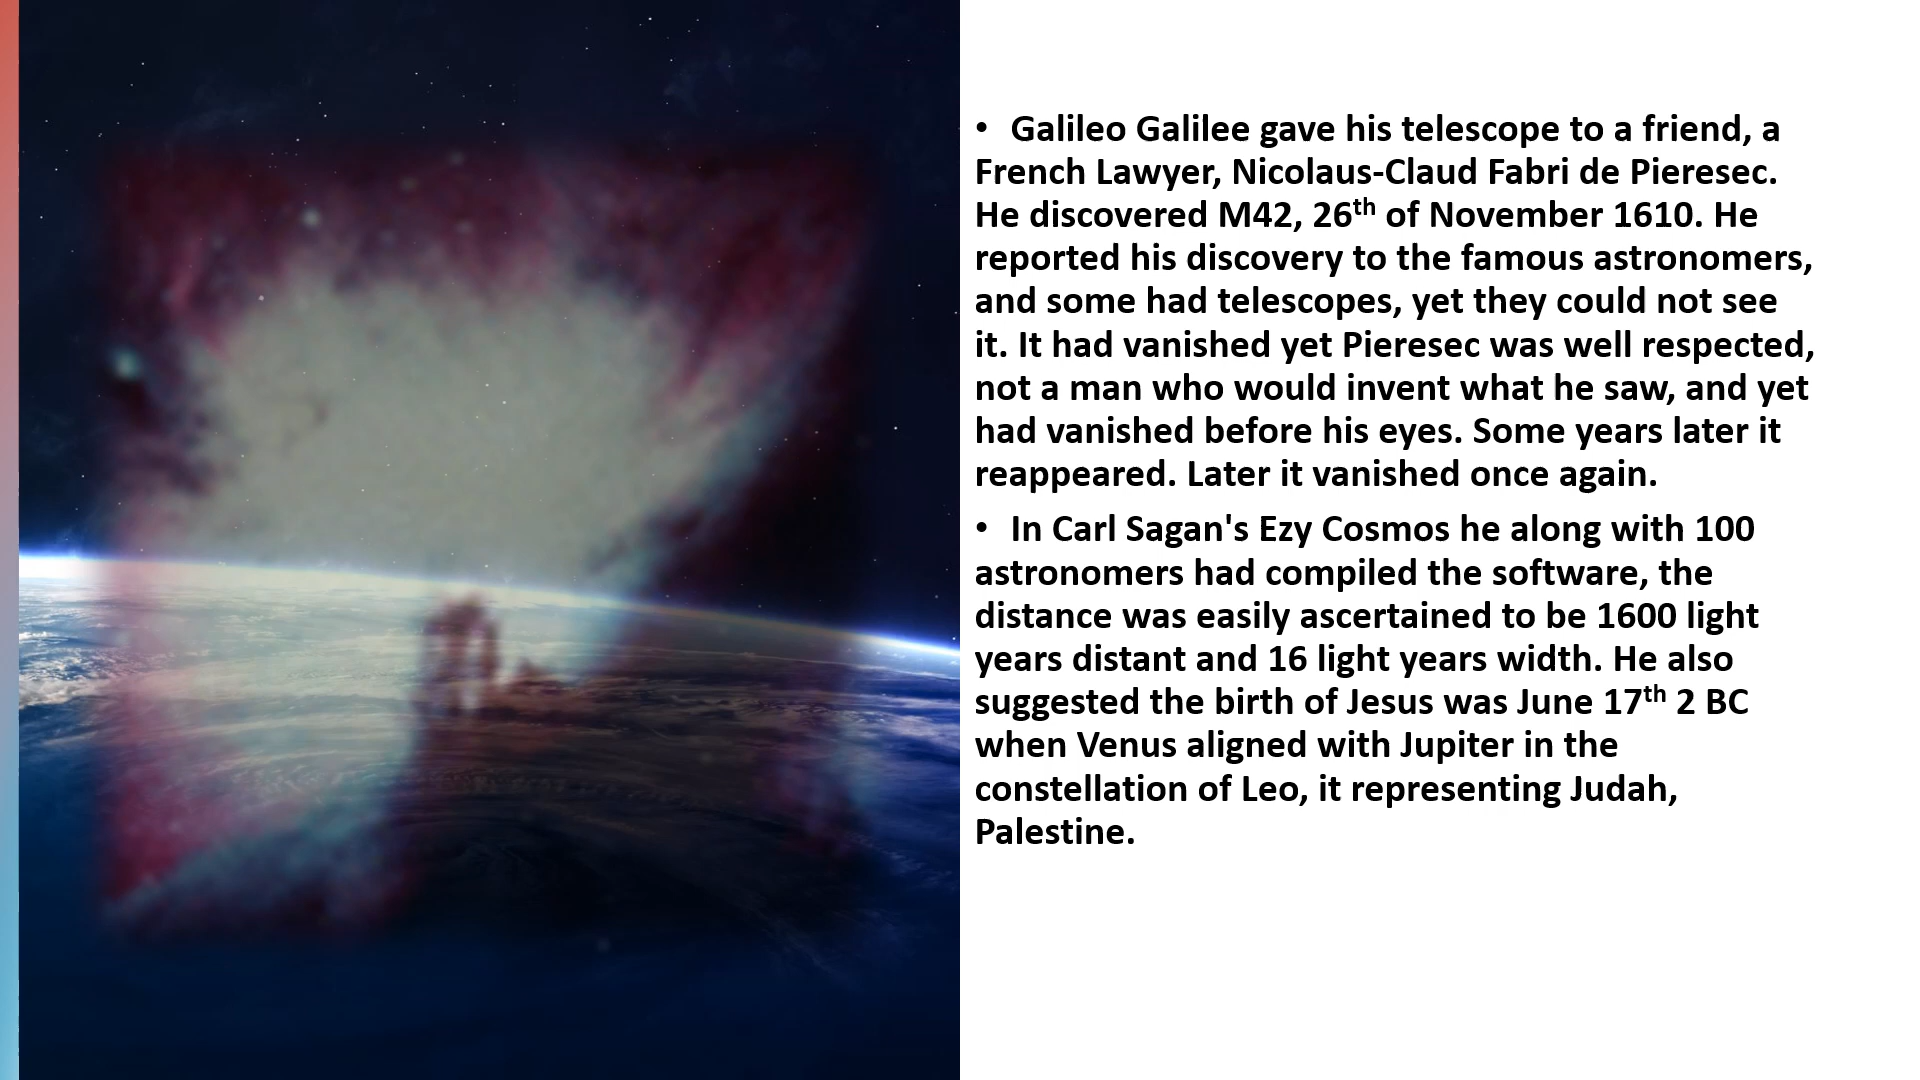 • Galileo Galilee gave his telescope to a friend, a
French Lawyer, Nicolaus-Claud Fabri de Pieresec.
He discovered M42, 26th of November 1610. He
reported his discovery to the famous astronomers,
and some had telescopes, yet they could not see
it. It had vanished yet Pieresec was well respected,
not a man who would invent what he saw, and yet
had vanished before his eyes. Some years later it
reappeared. Later it vanished once again.
• In Carl Sagan's Ezy Cosmos he along with 100
astronomers had compiled the software, the
distance was easily ascertained to be 1600 light
years distant and 16 light years width. He also
suggested the birth of Jesus was June 17th 2 BC
when Venus aligned with Jupiter in the
constellation of Leo, it representing Judah,
Palestine.